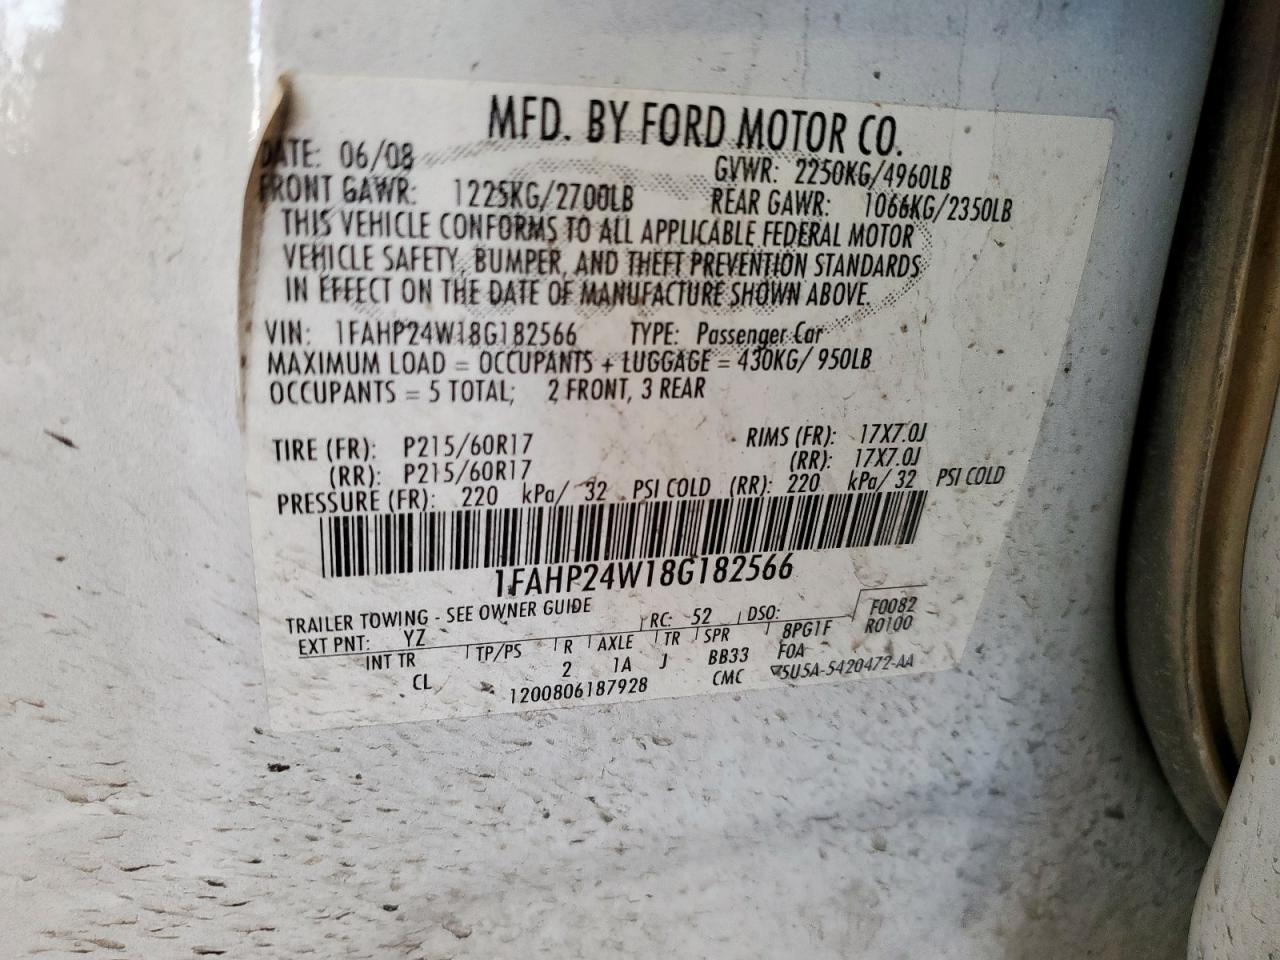 MFD. BY FORD MOTOR CO.
DATE: 06/08 GVWR: 2250KG/4960LB
FRONT GAWR: 1225KG/2700LB REAR GAWR: 1066KG/2350LB
THIS VEHICLE CONFORMS TO ALL APPLICABLE FEDERAL MOTOR
VEHICLE SAFETY, BUMPER, AND THEFT PREVENTION STANDARDS
IN EFFECT ON THE DATE OF MANUFACTURE SHOWN ABOVE.
VIN: 1FAHP24W18G182566 TYPE: Passenger Car
MAXIMUM LOAD = OCCUPANTS + LUGGAGE = 430KG/ 950LB
OCCUPANTS = 5 TOTAL; 2 FRONT, 3 REAR
TIRE (FR): P215/60R17 RIMS (FR): 17X7.0J
(RR): P215/60R17 (RR): 17X7.0J
PRESSURE (FR): 220 kPa/ 32 PSI COLD (RR): 220 kPa/ 32 PSI COLD
1FAHP24W18G182566
TRAILER TOWING - SEE OWNER GUIDE
EXT PNT: YZ RC: 52 DSO: F0082
INT TR TP/PS R AXLE TR SPR 8PG1F R0100
CL 2 1A J BB33 FOA
1200806187928 CMC 5U5A-5420472-AA